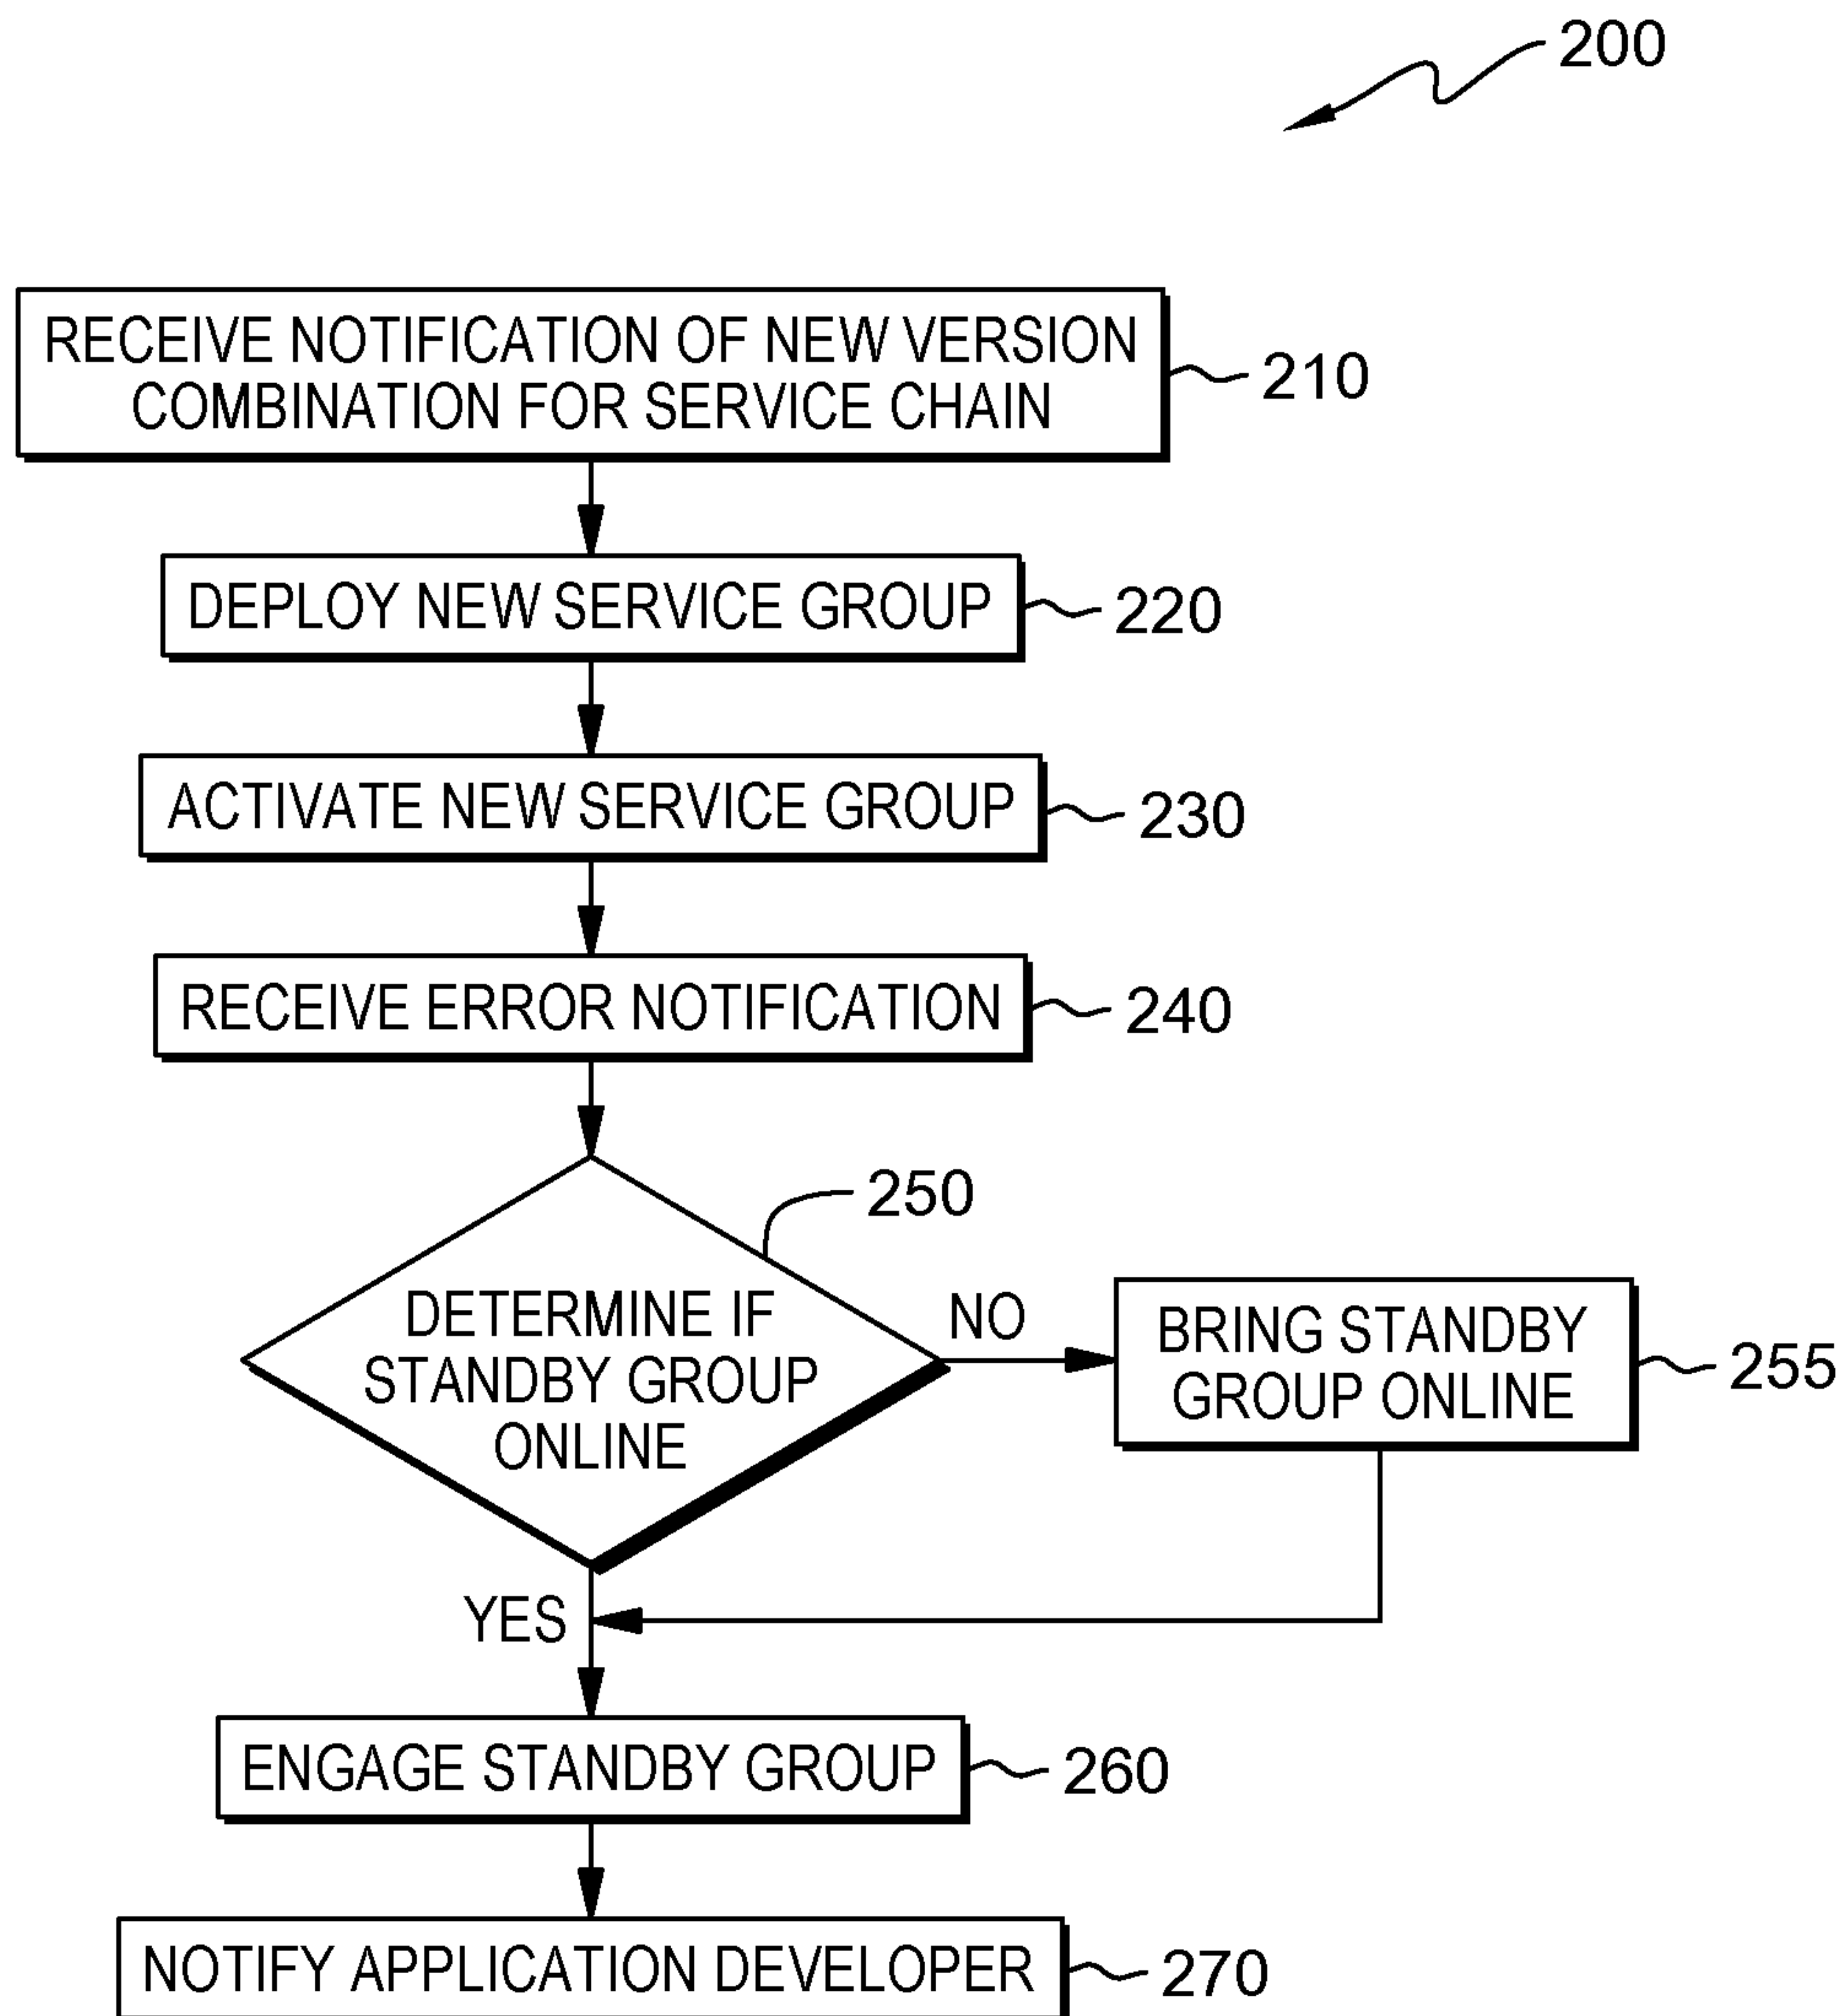 200
RECEIVE NOTIFICATION OF NEW VERSION
COMBINATION FOR SERVICE CHAIN
210
DEPLOY NEW SERVICE GROUP
220
ACTIVATE NEW SERVICE GROUP
230
RECEIVE ERROR NOTIFICATION
240
250
DETERMINE IF
STANDBY GROUP
ONLINE
NO
BRING STANDBY
GROUP ONLINE
255
YES
ENGAGE STANDBY GROUP
260
NOTIFY APPLICATION DEVELOPER
270